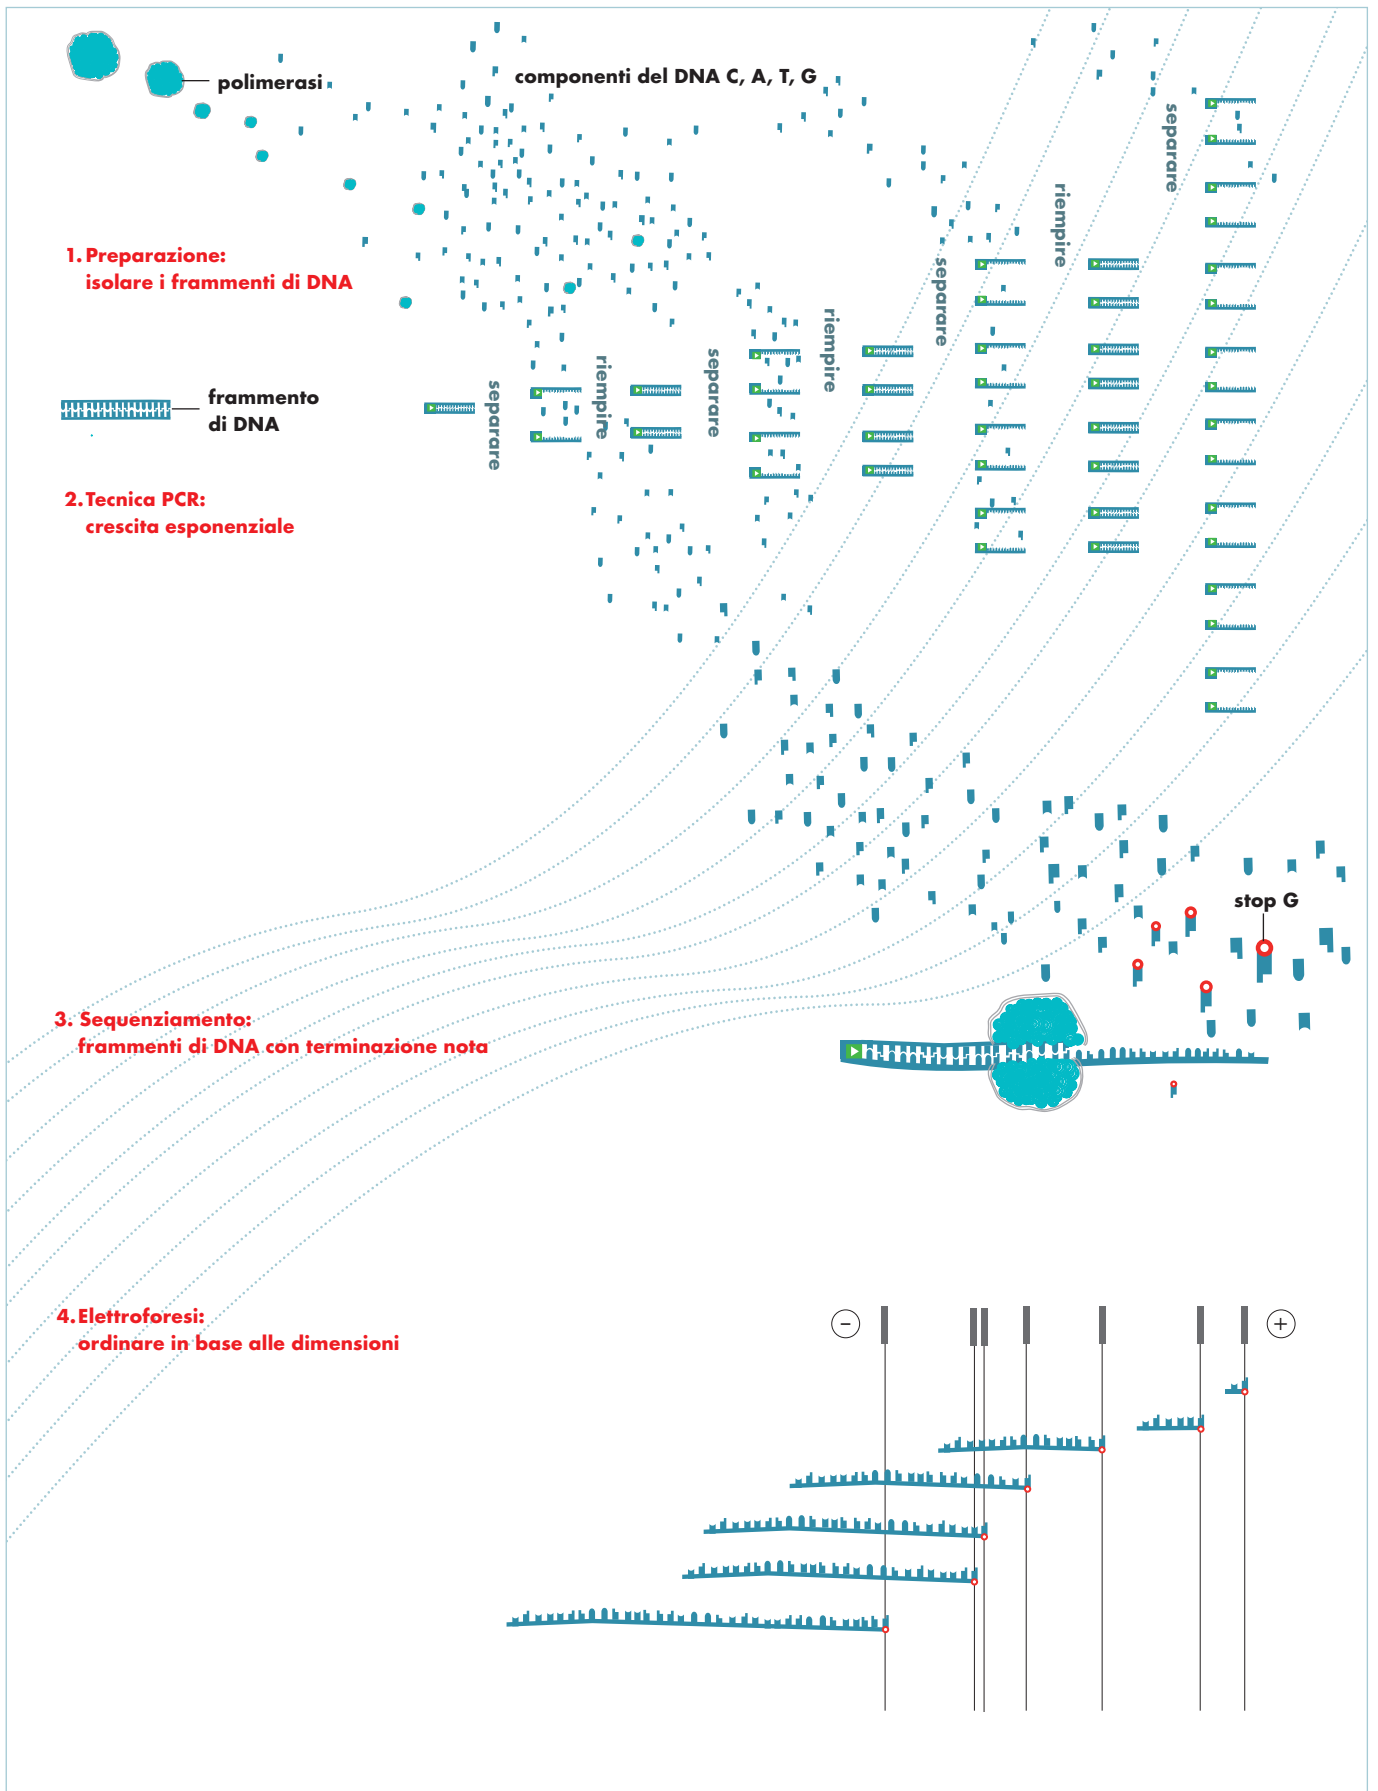 polimerasi
componenti del DNA C, A, T, G
separare
riempire
1. Preparazione:
isolare i frammenti di DNA
separare
riempire
separare
riempire
separare
frammento
di DNA
2. Tecnica PCR:
crescita esponenziale
stop G
3. Sequenziamento:
frammenti di DNA con terminazione nota
4. Elettroforesi:
ordinare in base alle dimensioni
−
+